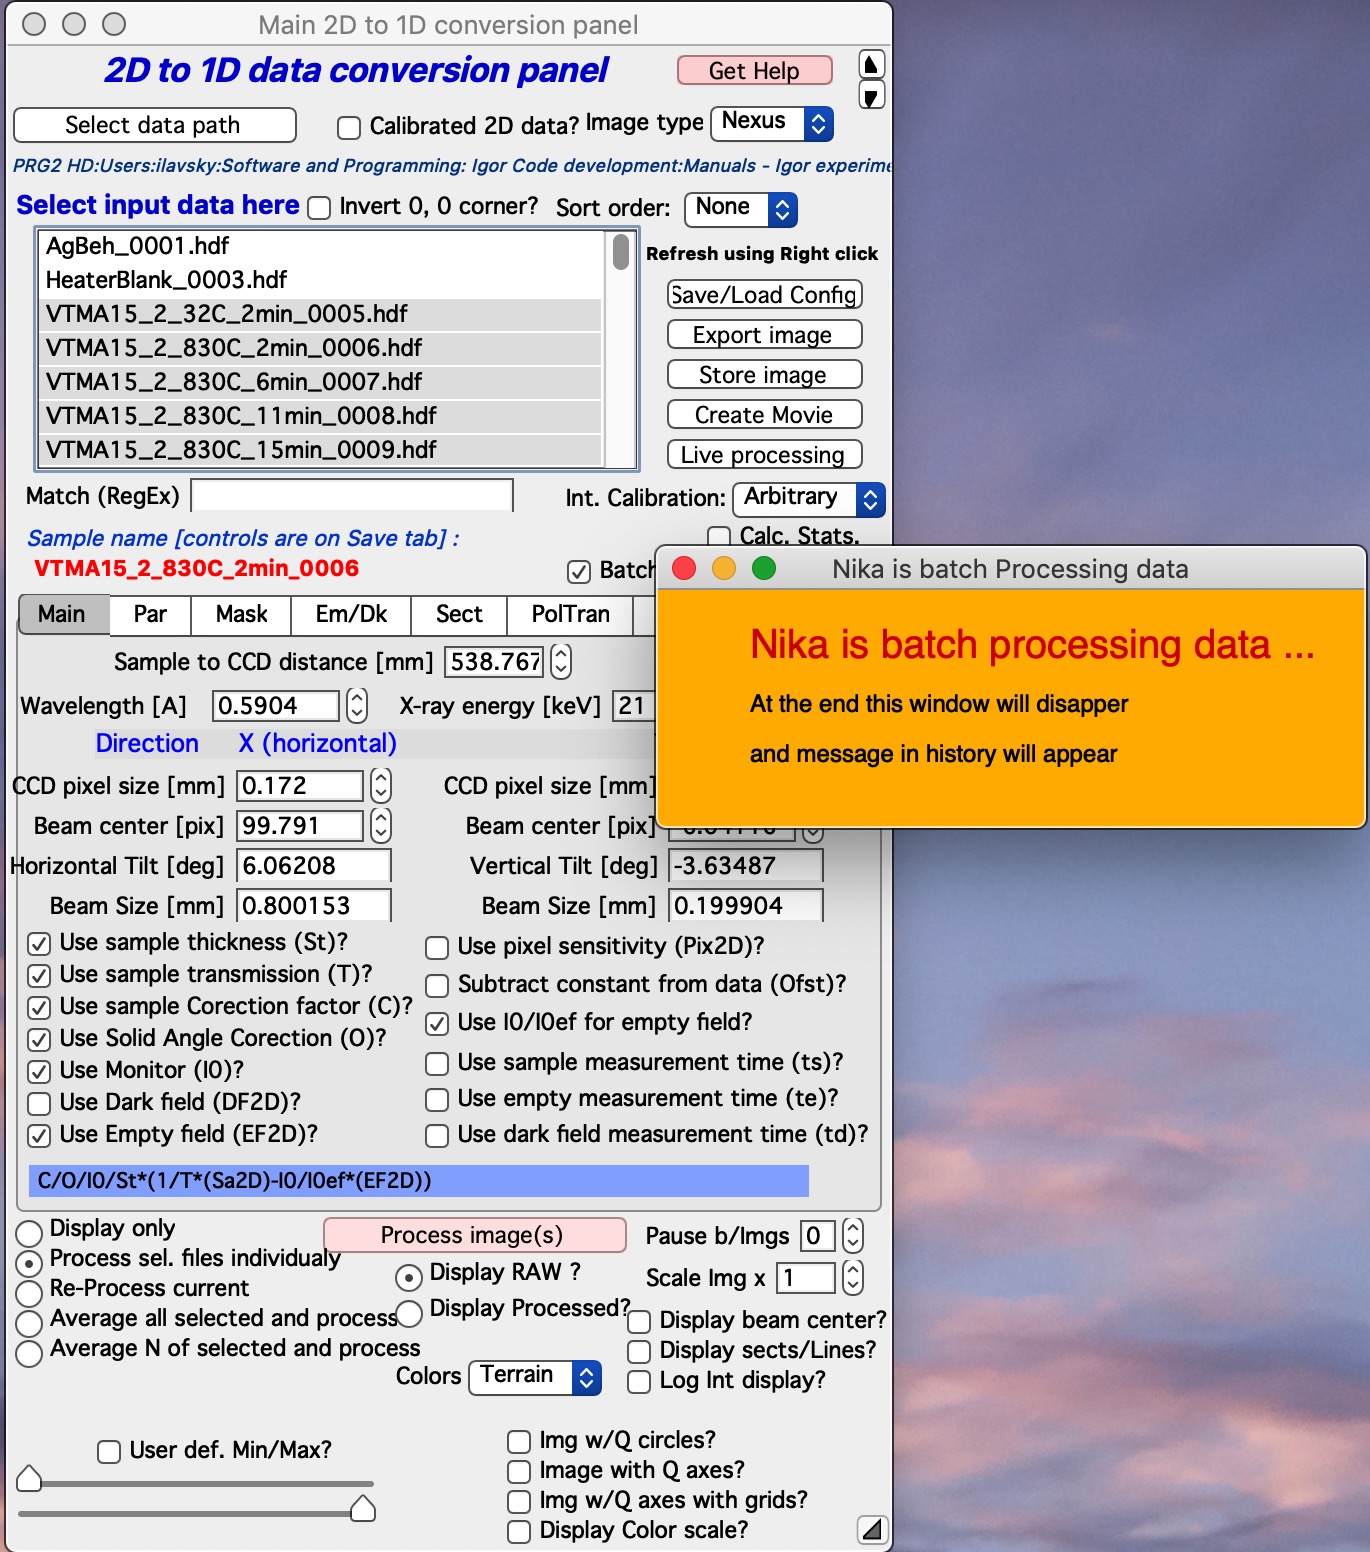 Main 2D to 1D conversion panel
2D to 1D data conversion panel
Get Help
Select data path
Calibrated 2D data?
Image type
Nexus
PRG2 HD:Users:ilavsky:Software and Programming: Igor Code development:Manuals - Igor experime
Select input data here
Invert 0, 0 corner?
Sort order:
None
AgBeh_0001.hdf
HeaterBlank_0003.hdf
VTMA15_2_32C_2min_0005.hdf
VTMA15_2_830C_2min_0006.hdf
VTMA15_2_830C_6min_0007.hdf
VTMA15_2_830C_11min_0008.hdf
VTMA15_2_830C_15min_0009.hdf
Refresh using Right click
Save/Load Config
Export image
Store image
Create Movie
Live processing
Match (RegEx)
Int. Calibration:
Arbitrary
Sample name [controls are on Save tab] :
Calc. Stats.
VTMA15_2_830C_2min_0006
Batch
Main
Par
Mask
Em/Dk
Sect
PolTran
Sample to CCD distance [mm]
538.767
Wavelength [A]
0.5904
X-ray energy [keV]
21
Direction
X (horizontal)
CCD pixel size [mm]
0.172
CCD pixel size [mm]
Beam center [pix]
99.791
Beam center [pix]
Horizontal Tilt [deg]
6.06208
Vertical Tilt [deg]
-3.63487
Beam Size [mm]
0.800153
Beam Size [mm]
0.199904
Use sample thickness (St)?
Use sample transmission (T)?
Use sample Corection factor (C)?
Use Solid Angle Corection (O)?
Use Monitor (I0)?
Use Dark field (DF2D)?
Use Empty field (EF2D)?
Use pixel sensitivity (Pix2D)?
Subtract constant from data (Ofst)?
Use I0/I0ef for empty field?
Use sample measurement time (ts)?
Use empty measurement time (te)?
Use dark field measurement time (td)?
C/O/I0/St*(1/T*(Sa2D)-I0/I0ef*(EF2D))
Display only
Process sel. files individualy
Re-Process current
Average all selected and process
Average N of selected and process
Process image(s)
Display RAW ?
Display Processed?
Colors
Terrain
Pause b/Imgs
0
Scale Img x
1
Display beam center?
Display sects/Lines?
Log Int display?
User def. Min/Max?
Img w/Q circles?
Image with Q axes?
Img w/Q axes with grids?
Display Color scale?
Nika is batch Processing data
Nika is batch processing data ...
At the end this window will disapper
and message in history will appear